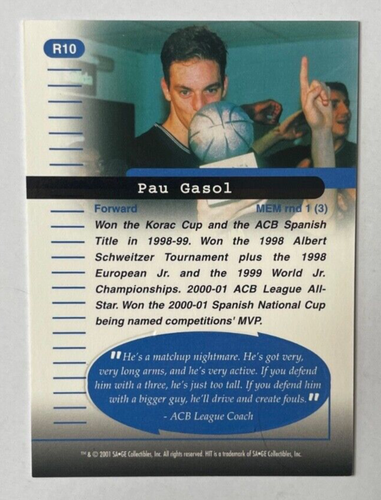 R10
Pau Gasol
Forward MEM rnd 1 (3)
Won the Korac Cup and the ACB Spanish
Title in 1998-99. Won the 1998 Albert
Schweitzer Tournament plus the 1998
European Jr. and the 1999 World Jr.
Championships. 2000-01 ACB League All-
Star. Won the 2000-01 Spanish National Cup
being named competitions' MVP.
"He's a matchup nightmare. He's got very,
very long arms, and he's very active. If you defend
him with a three, he's just too tall. If you defend him
with a bigger guy, he'll drive and create fouls."
- ACB League Coach
™ & © 2001 SA•GE Collectibles, Inc. All rights reserved. HIT is a trademark of SA•GE Collectibles, Inc.